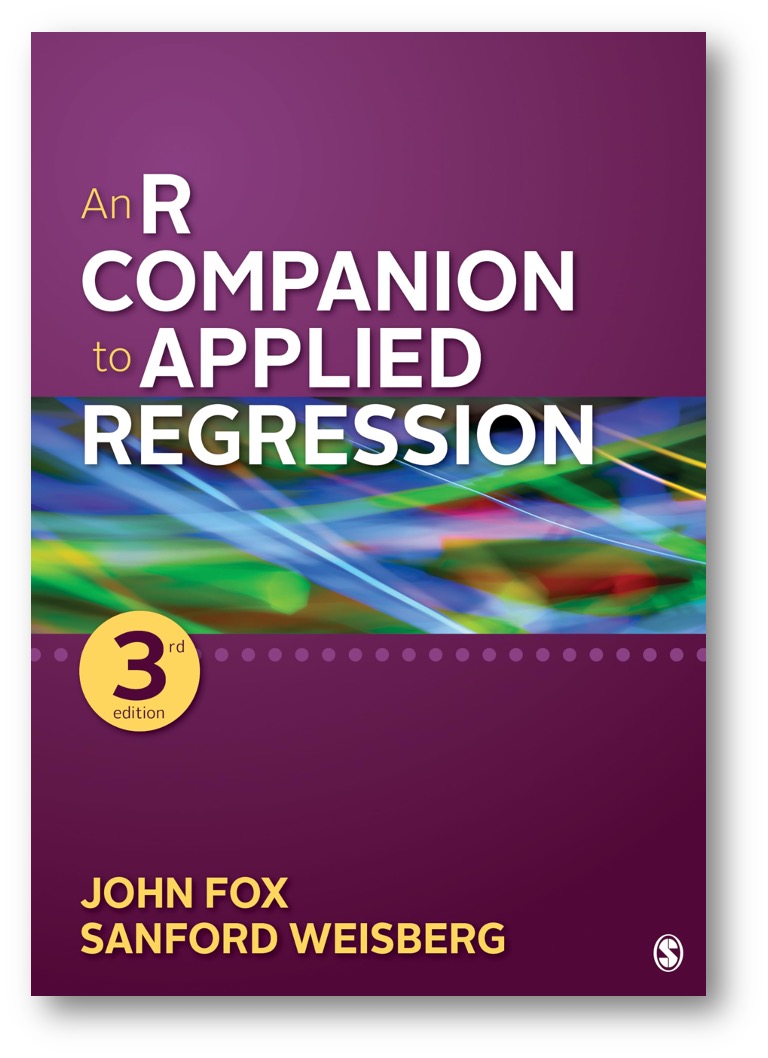 An R
COMPANION
to APPLIED
REGRESSION
3rd
edition
JOHN FOX
SANFORD WEISBERG
S